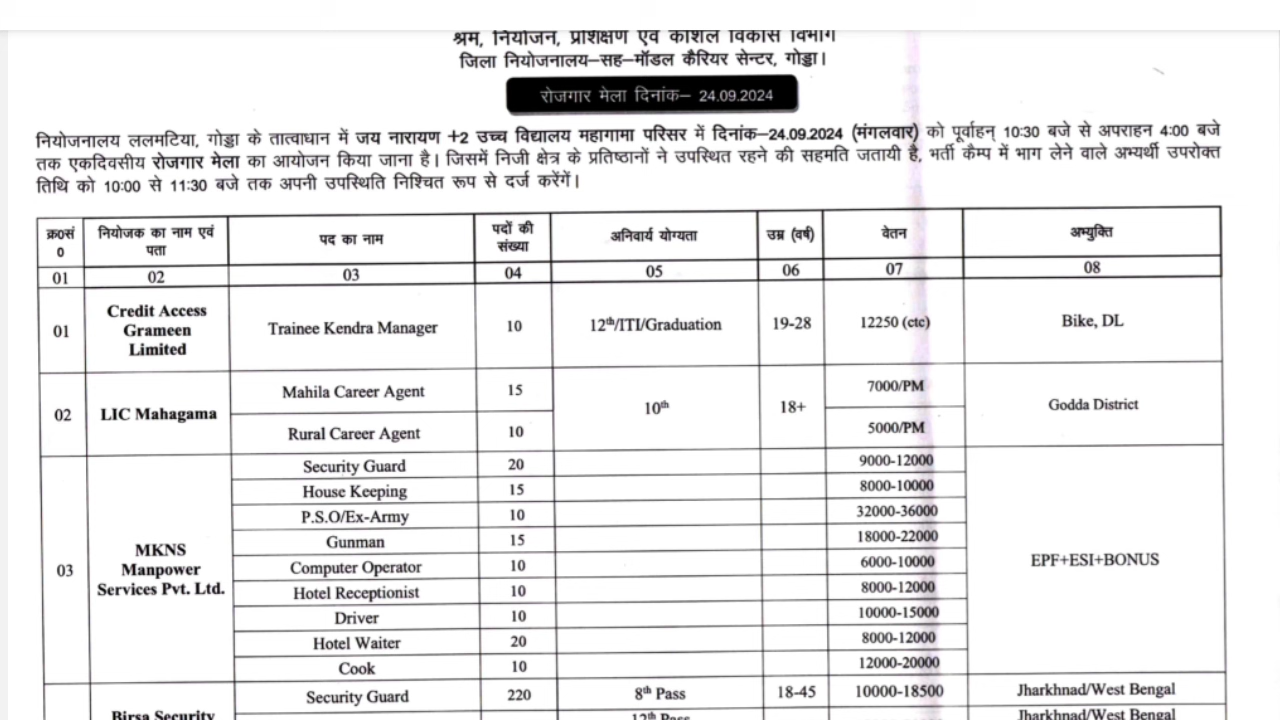 श्रम, नियोजन, प्रशिक्षण एवं कौशल विकास विभाग
जिला नियोजनालय–सह–मॉडल कैरियर सेन्टर, गोड्डा।
रोजगार मेला दिनांक– 24.09.2024
नियोजनालय ललमटिया, गोड्डा के तात्वाधान में जय नारायण +2 उच्च विद्यालय महागामा परिसर में दिनांक–24.09.2024 (मंगलवार) को पूर्वाहन् 10:30 बजे से अपराहन 4:00 बजे
तक एकदिवसीय रोजगार मेला का आयोजन किया जाना है। जिसमें निजी क्षेत्र के प्रतिष्ठानों ने उपस्थित रहने की सहमति जतायी है, भर्ती कैम्प में भाग लेने वाले अभ्यर्थी उपरोक्त
तिथि को 10:00 से 11:30 बजे तक अपनी उपस्थिति निश्चित रूप से दर्ज करेंगें।
क्र०सं० नियोजक का नाम एवं पता पद का नाम पदों की संख्या अनिवार्य योग्यता उम्र (वर्ष) वेतन अभ्युक्ति
01 02 03 04 05 06 07 08
01 Credit Access Grameen Limited Trainee Kendra Manager 10 12th/ITI/Graduation 19-28 12250 (ctc) Bike, DL
02 LIC Mahagama Mahila Career Agent 15 10th 18+ 7000/PM Godda District
Rural Career Agent 10 5000/PM
03 MKNS Manpower Services Pvt. Ltd. Security Guard 20 9000-12000 EPF+ESI+BONUS
House Keeping 15 8000-10000
P.S.O/Ex-Army 10 32000-36000
Gunman 15 18000-22000
Computer Operator 10 6000-10000
Hotel Receptionist 10 8000-12000
Driver 10 10000-15000
Hotel Waiter 20 8000-12000
Cook 10 12000-20000
Birsa Security Security Guard 220 8th Pass 18-45 10000-18500 Jharkhnad/West Bengal
12th Pass Jharkhnad/West Bengal